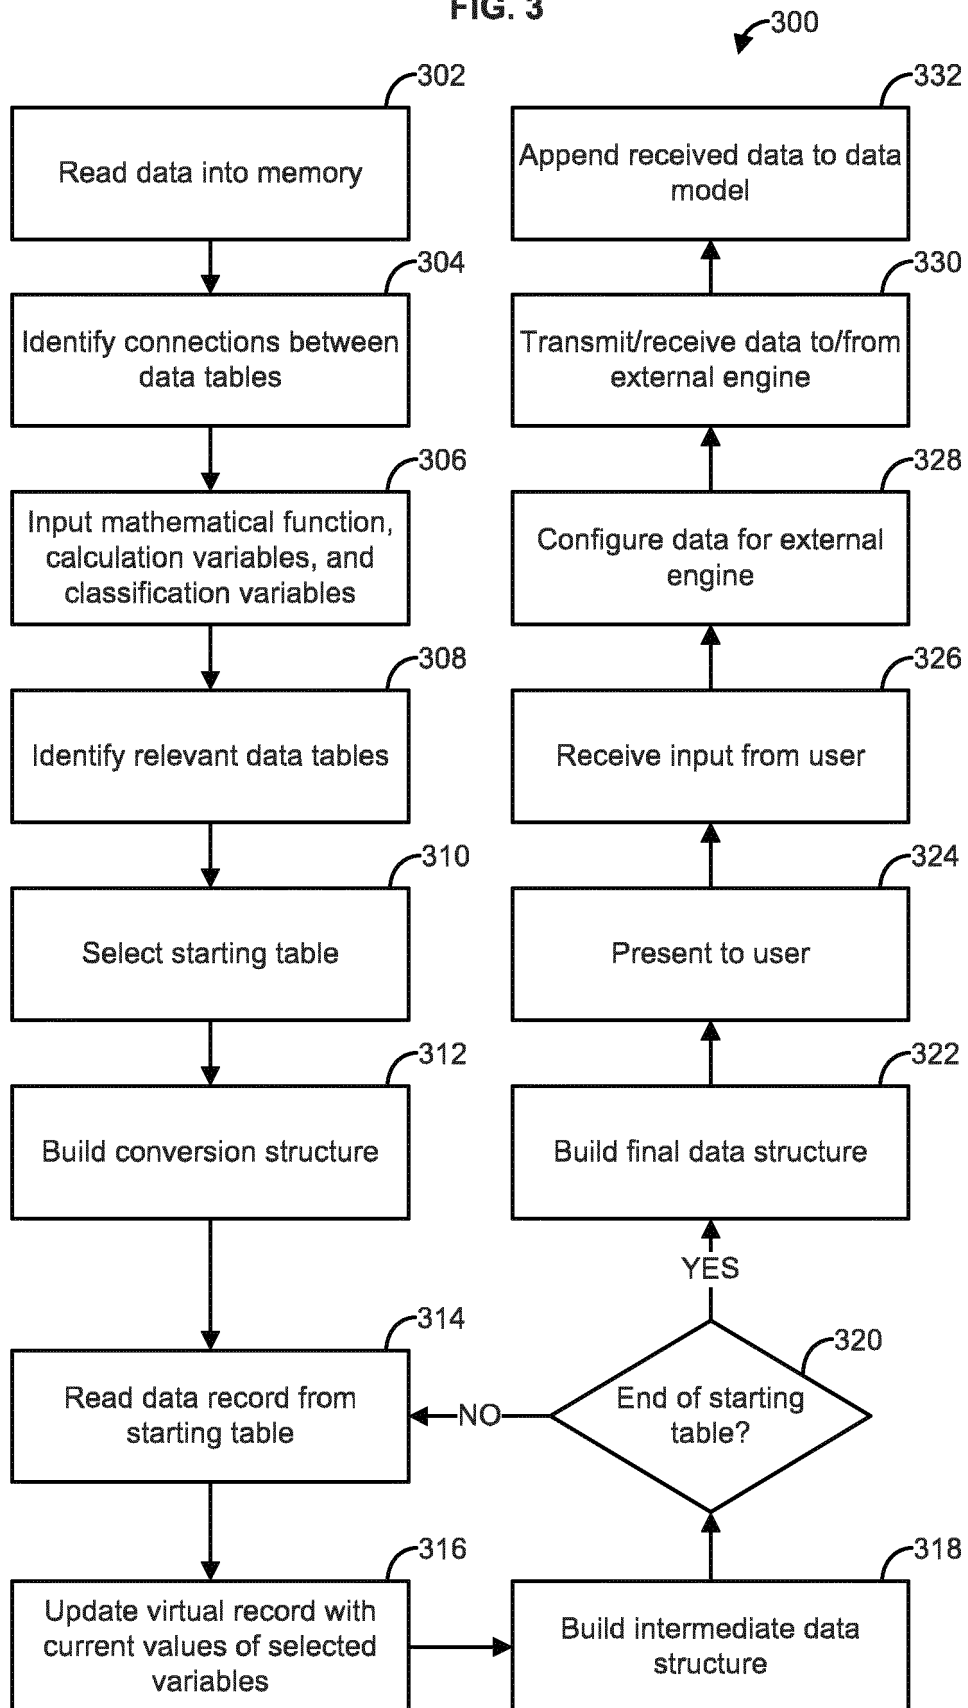 FIG. 3
300
302
Read data into memory
304
Identify connections between
data tables
306
Input mathematical function,
calculation variables, and
classification variables
308
Identify relevant data tables
310
Select starting table
312
Build conversion structure
314
Read data record from
starting table
316
Update virtual record with
current values of selected
variables
318
Build intermediate data
structure
320
End of starting
table?
NO
YES
322
Build final data structure
324
Present to user
326
Receive input from user
328
Configure data for external
engine
330
Transmit/receive data to/from
external engine
332
Append received data to data
model